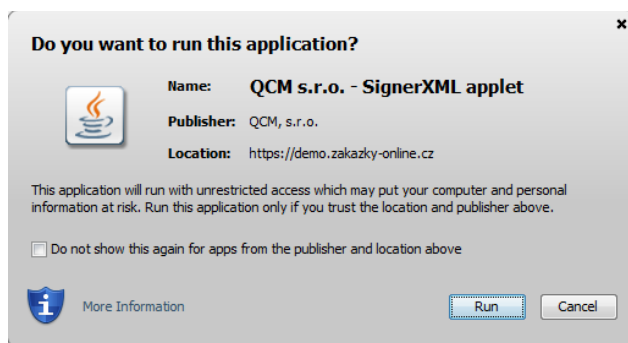 Do you want to run this application?
Name: QCM s.r.o. - SignerXML applet
Publisher: QCM, s.r.o.
Location: https://demo.zakazky-online.cz
This application will run with unrestricted access which may put your computer and personal
information at risk. Run this application only if you trust the location and publisher above.
Do not show this again for apps from the publisher and location above
More Information
Run
Cancel